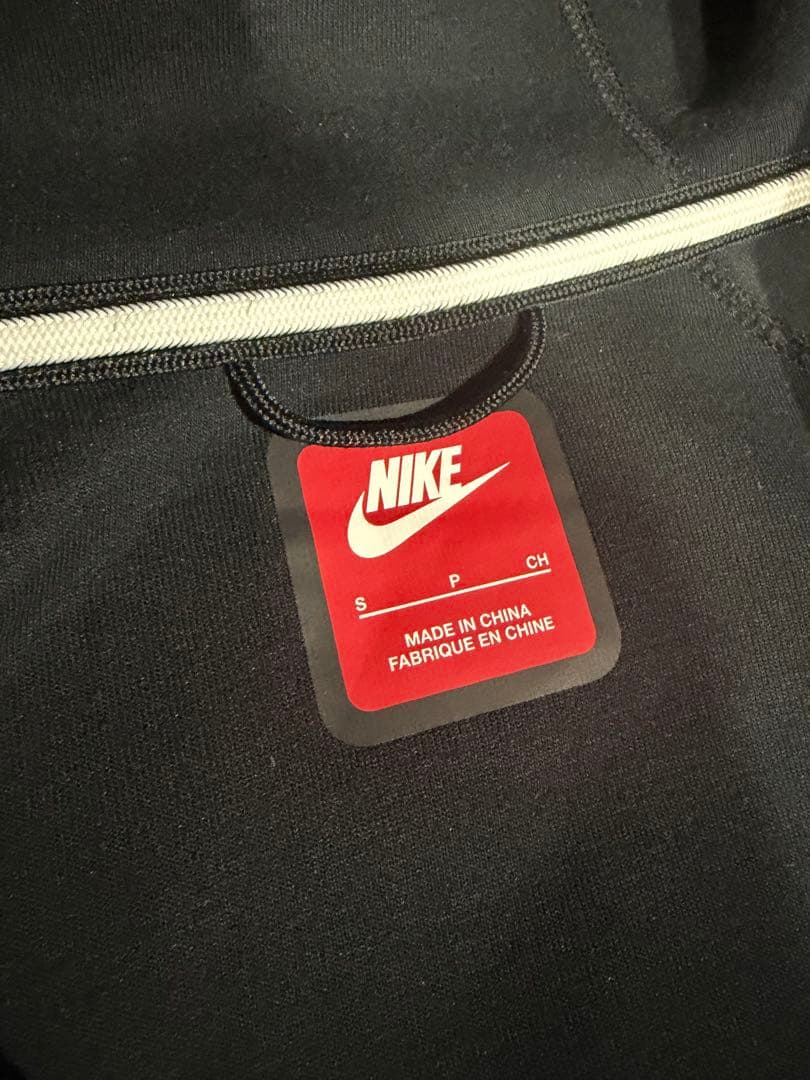 NIKE
S P CH
MADE IN CHINA
FABRIQUE EN CHINE